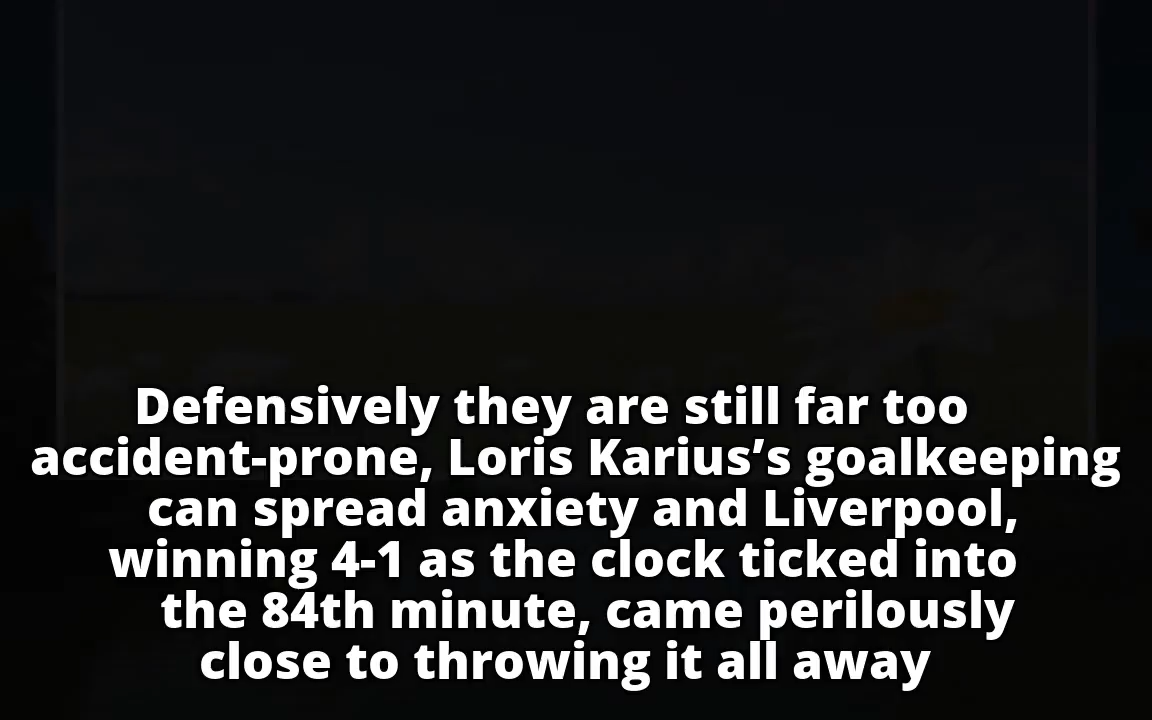 Defensively they are still far too
accident-prone, Loris Karius’s goalkeeping
can spread anxiety and Liverpool,
winning 4-1 as the clock ticked into
the 84th minute, came perilously
close to throwing it all away